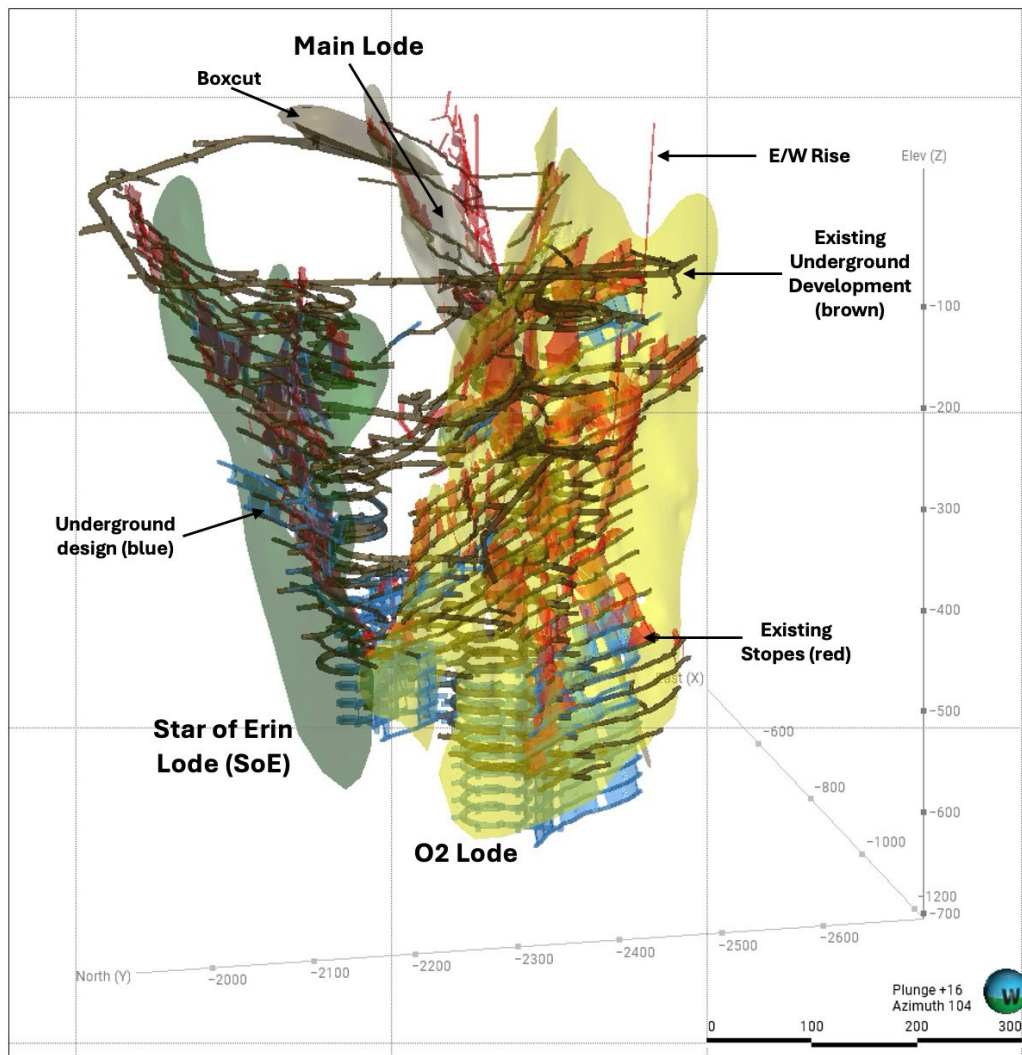 Main Lode
Boxcut
E/W Rise
Elev (Z)
Existing
Underground
Development
(brown)
−100
−200
−300
Underground
design (blue)
−400
Existing
Stopes (red)
East (X)
−500
−600
Star of Erin
Lode (SoE)
−800
−600
−1000
O2 Lode
−1200
−700
−2600
−2500
−2400
−2300
−2200
−2100
−2000
North (Y)
Plunge +16
Azimuth 104
W
0 100 200 300